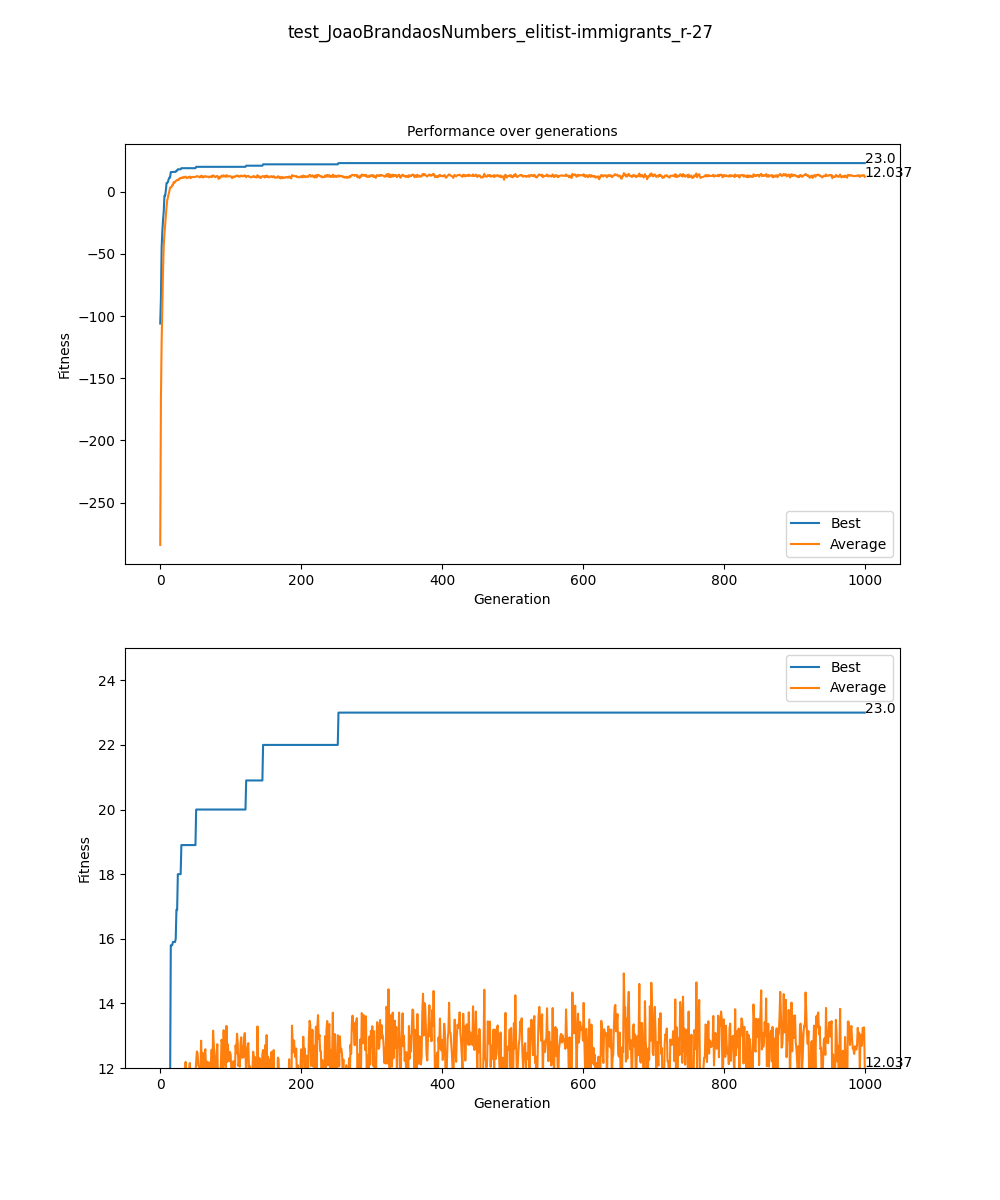 test_JoaoBrandaosNumbers_elitist-immigrants_r-27
Performance over generations
23.0
12.037
0
−50
−100
−150
−200
−250
Fitness
Best
Average
0 200 400 600 800 1000
Generation
Best
Average
23.0
12.037
24
22
20
18
16
14
12
Fitness
0 200 400 600 800 1000
Generation